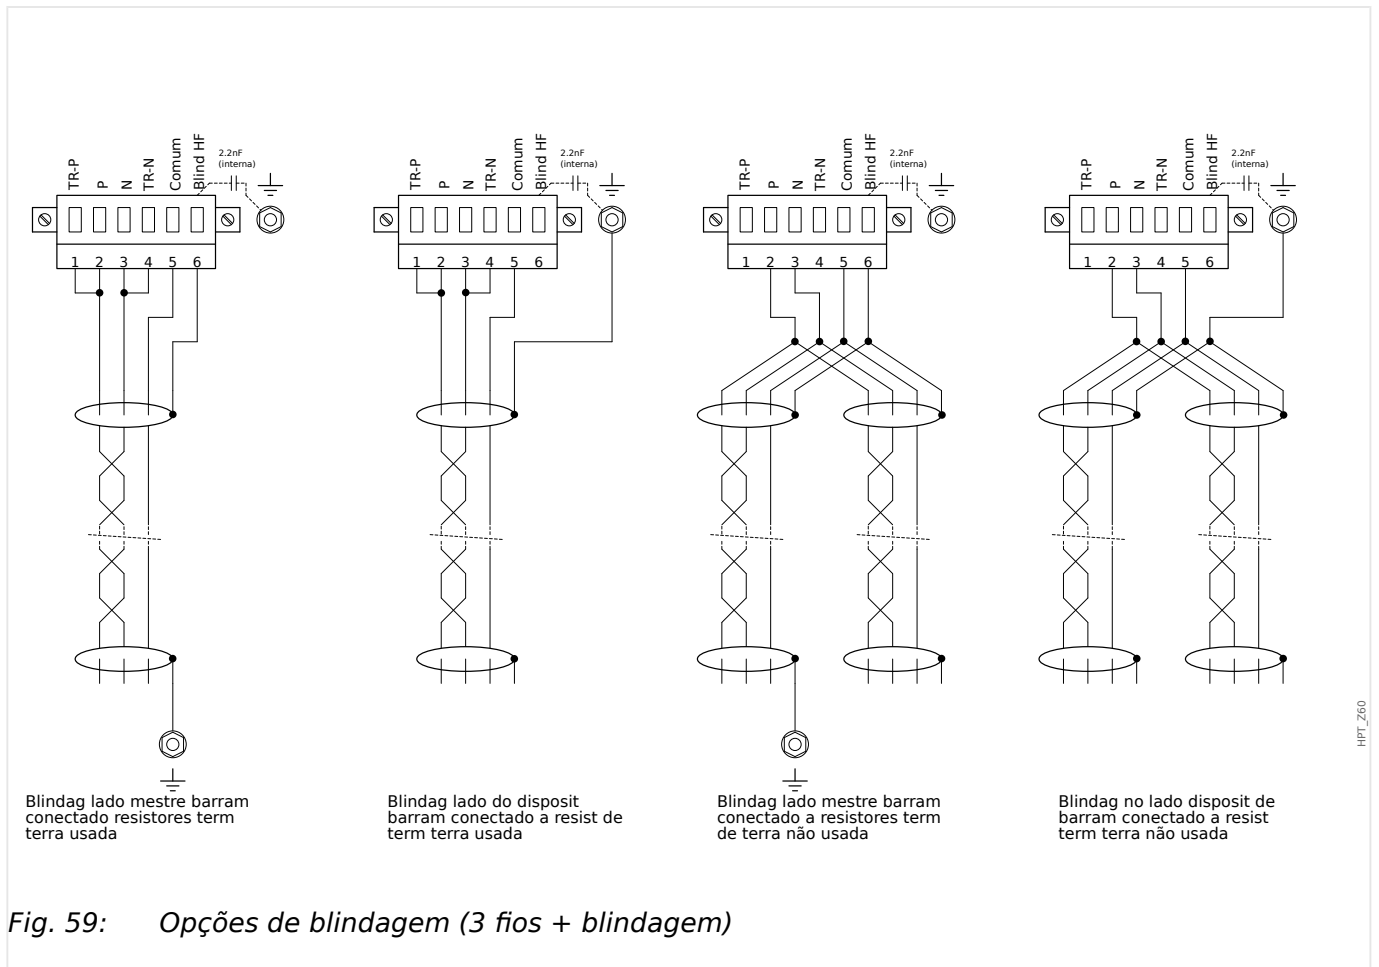 TR-P
P
N
TR-N
Comum
Blind HF
2.2nF
(interna)
1 2 3 4 5 6
TR-P
P
N
TR-N
Comum
Blind HF
2.2nF
(interna)
1 2 3 4 5 6
TR-P
P
N
TR-N
Comum
Blind HF
2.2nF
(interna)
1 2 3 4 5 6
TR-P
P
N
TR-N
Comum
Blind HF
2.2nF
(interna)
1 2 3 4 5 6
HPT_Z60
Blindag lado mestre barram
conectado resistores term
terra usada
Blindag lado do disposit
barram conectado a resist de
term terra usada
Blindag lado mestre barram
conectado a resistores term
de terra não usada
Blindag no lado disposit de
barram conectado a resist
term terra não usada
Fig. 59: Opções de blindagem (3 fios + blindagem)